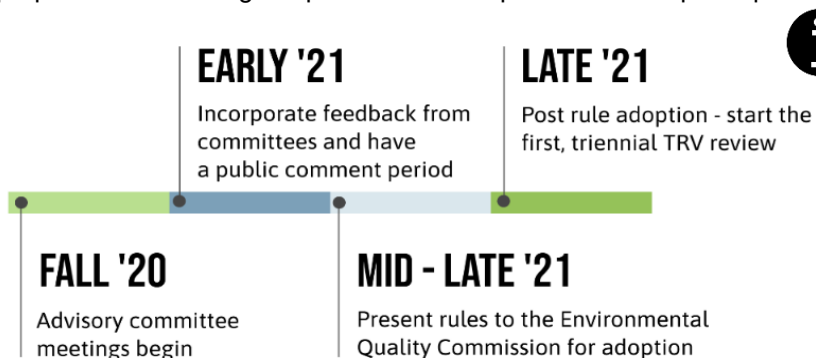 EARLY '21
Incorporate feedback from
committees and have
a public comment period
LATE '21
Post rule adoption - start the
first, triennial TRV review
FALL '20
Advisory committee
meetings begin
MID - LATE '21
Present rules to the Environmental
Quality Commission for adoption